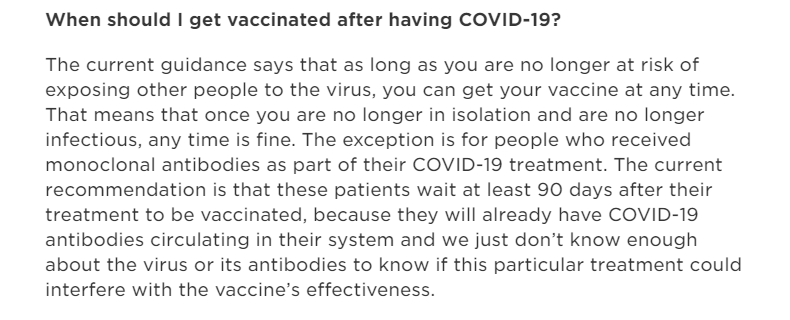 When should I get vaccinated after having COVID-19?
The current guidance says that as long as you are no longer at risk of
exposing other people to the virus, you can get your vaccine at any time.
That means that once you are no longer in isolation and are no longer
infectious, any time is fine. The exception is for people who received
monoclonal antibodies as part of their COVID-19 treatment. The current
recommendation is that these patients wait at least 90 days after their
treatment to be vaccinated, because they will already have COVID-19
antibodies circulating in their system and we just don’t know enough
about the virus or its antibodies to know if this particular treatment could
interfere with the vaccine’s effectiveness.